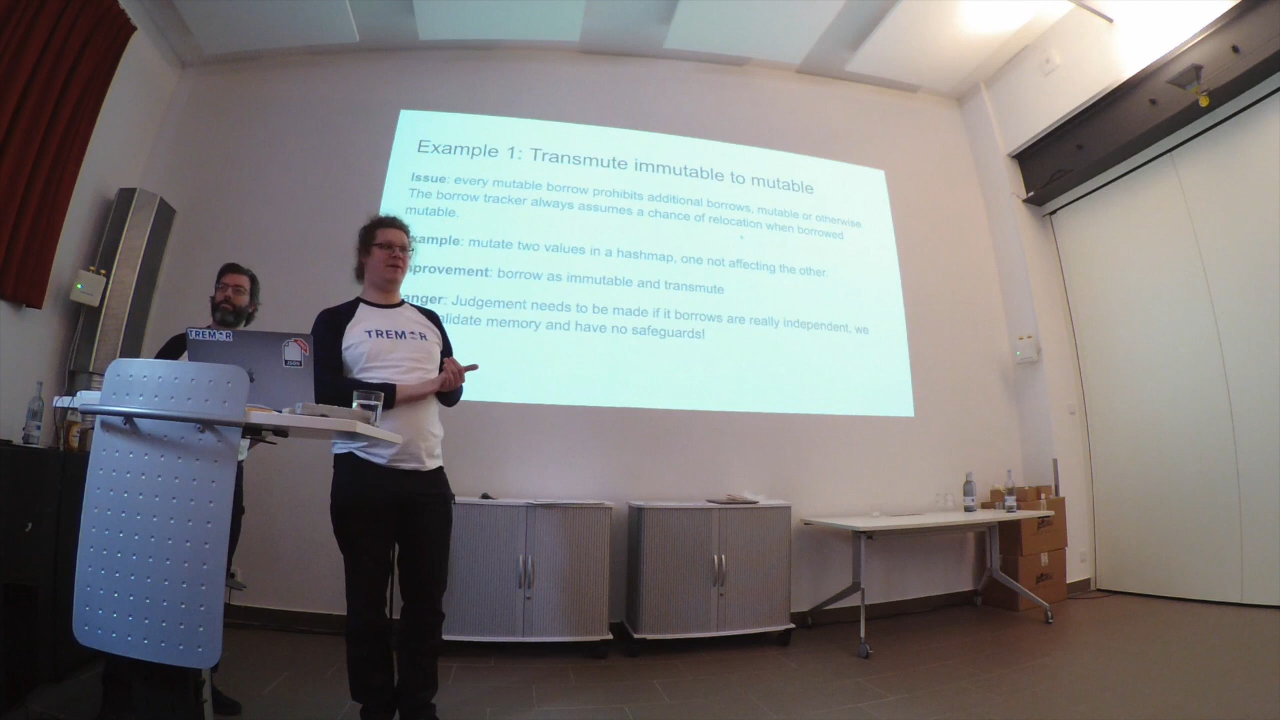 Example 1: Transmute immutable to mutable
Issue: every mutable borrow prohibits additional borrows, mutable or otherwise
The borrow tracker always assumes a chance of relocation when borrowed
mutable.
xample: mutate two values in a hashmap, one not affecting the other.
provement: borrow as immutable and transmute
anger: Judgement needs to be made if it borrows are really independent, we
alidate memory and have no safeguards!
TREMOR
TREMOR
JSON